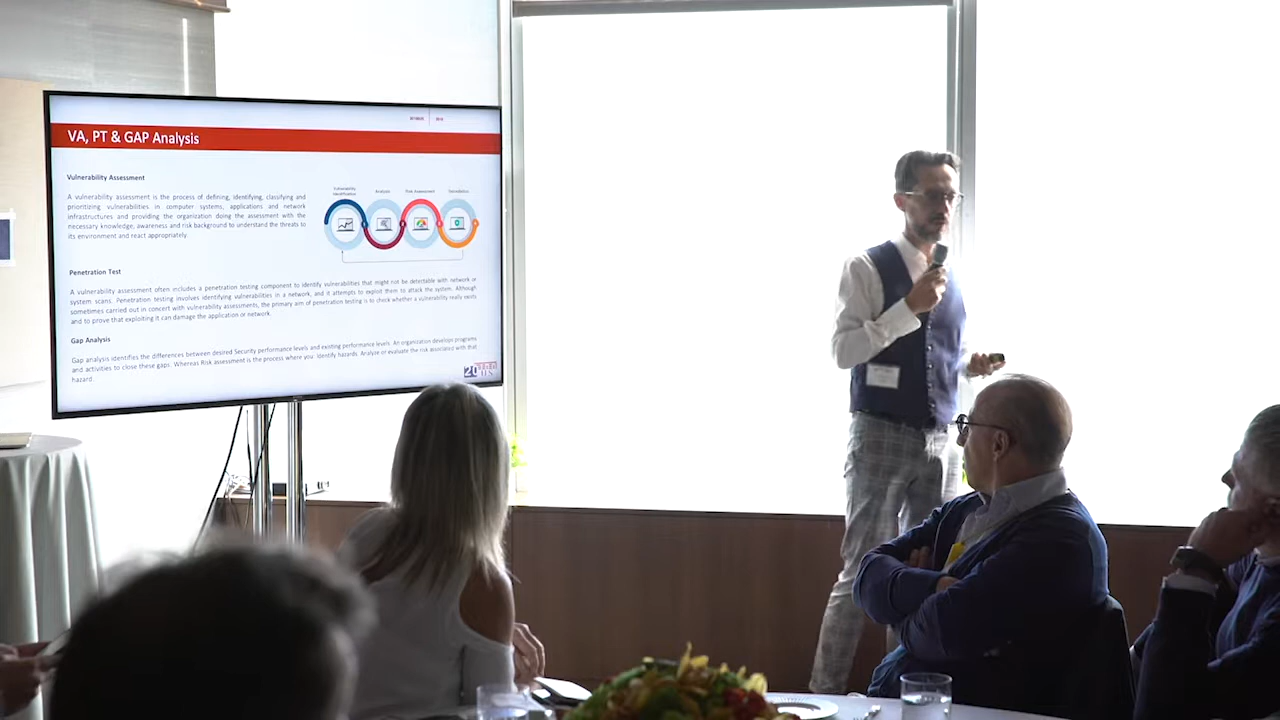 VA, PT & GAP Analysis
Vulnerability Assessment
A vulnerability assessment is the process of defining, identifying, classifying and
prioritizing vulnerabilities in computer systems, applications and network
infrastructures and providing the organization doing the assessment with the
necessary knowledge, awareness and risk background to understand the threats to
its environment and react appropriately.
Vulnerability
Identification
Analysis
Risk Assessment
Remediation
Penetration Test
A vulnerability assessment often includes a penetration testing component to identify vulnerabilities that might not be detectable with network or
system scans. Penetration testing involves identifying vulnerabilities in a network, and it attempts to exploit them to attack the system. Although
sometimes carried out in concert with vulnerability assessments, the primary aim of penetration testing is to check whether a vulnerability really exists
and to prove that exploiting it can damage the application or network.
Gap Analysis
Gap analysis identifies the differences between desired Security performance levels and existing performance levels. An organization develops programs
and activities to close these gaps. Whereas Risk assessment is the process where you: Identify hazards. Analyze or evaluate the risk associated with that
hazard.
20